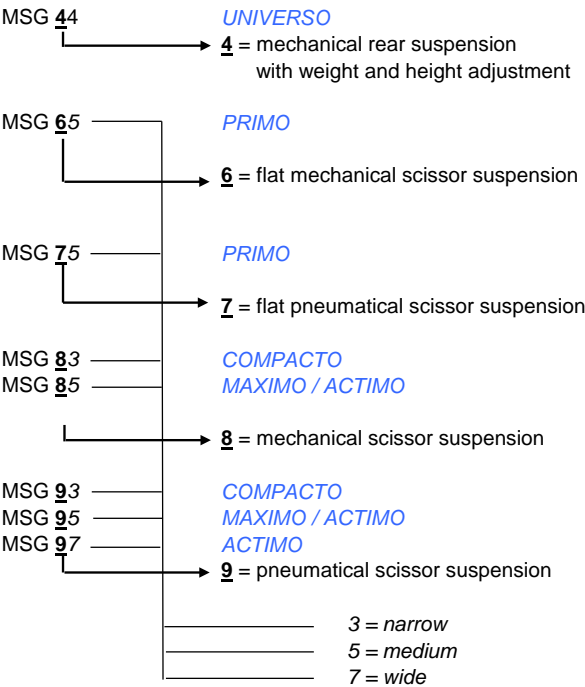 MSG 44 UNIVERSO
4 = mechanical rear suspension
with weight and height adjustment
MSG 65 PRIMO
6 = flat mechanical scissor suspension
MSG 75 PRIMO
7 = flat pneumatical scissor suspension
MSG 83 COMPACTO
MSG 85 MAXIMO / ACTIMO
8 = mechanical scissor suspension
MSG 93 COMPACTO
MSG 95 MAXIMO / ACTIMO
MSG 97 ACTIMO
9 = pneumatical scissor suspension
3 = narrow
5 = medium
7 = wide